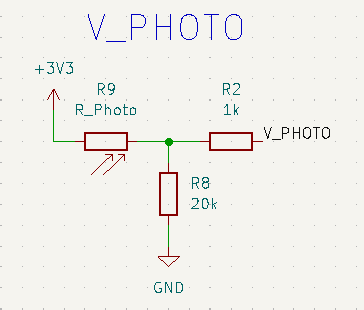 V_PHOTO
+3V3
R9
R_Photo
R2
1k
V_PHOTO
R8
20k
GND